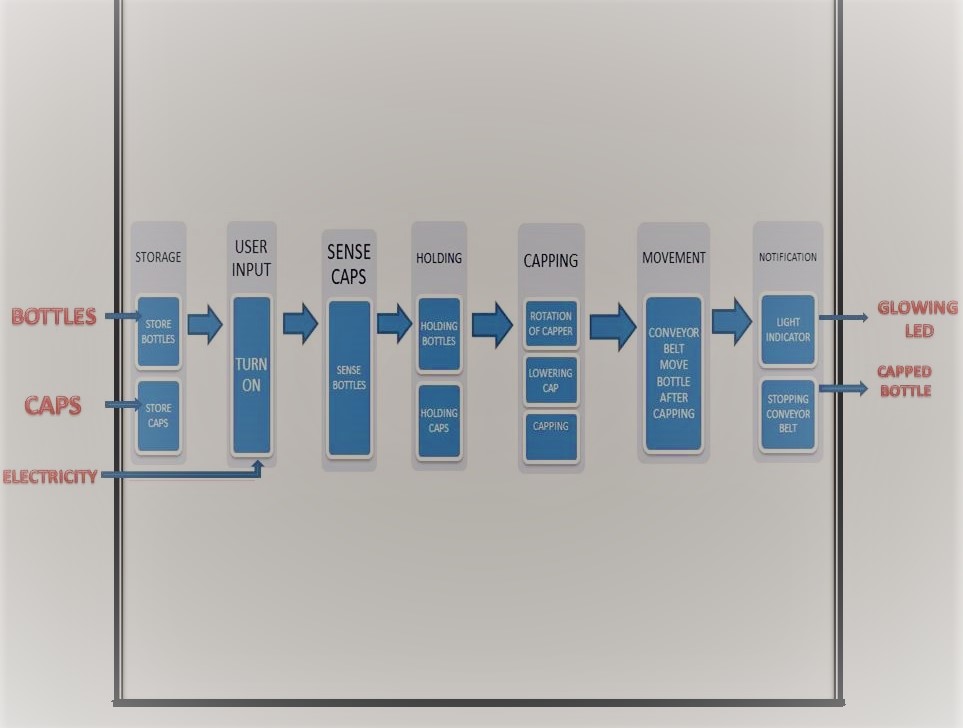 BOTTLES
CAPS
ELECTRICITY
STORAGE
STORE
BOTTLES
STORE
CAPS
USER
INPUT
TURN
ON
SENSE
CAPS
SENSE
BOTTLES
HOLDING
HOLDING
BOTTLES
HOLDING
CAPS
CAPPING
ROTATION
OF CAPPER
LOWERING
CAP
CAPPING
MOVEMENT
CONVEYOR
BELT
MOVE
BOTTLE
AFTER
CAPPING
NOTIFICATION
LIGHT
INDICATOR
STOPPING
CONVEYOR
BELT
GLOWING
LED
CAPPED
BOTTLE